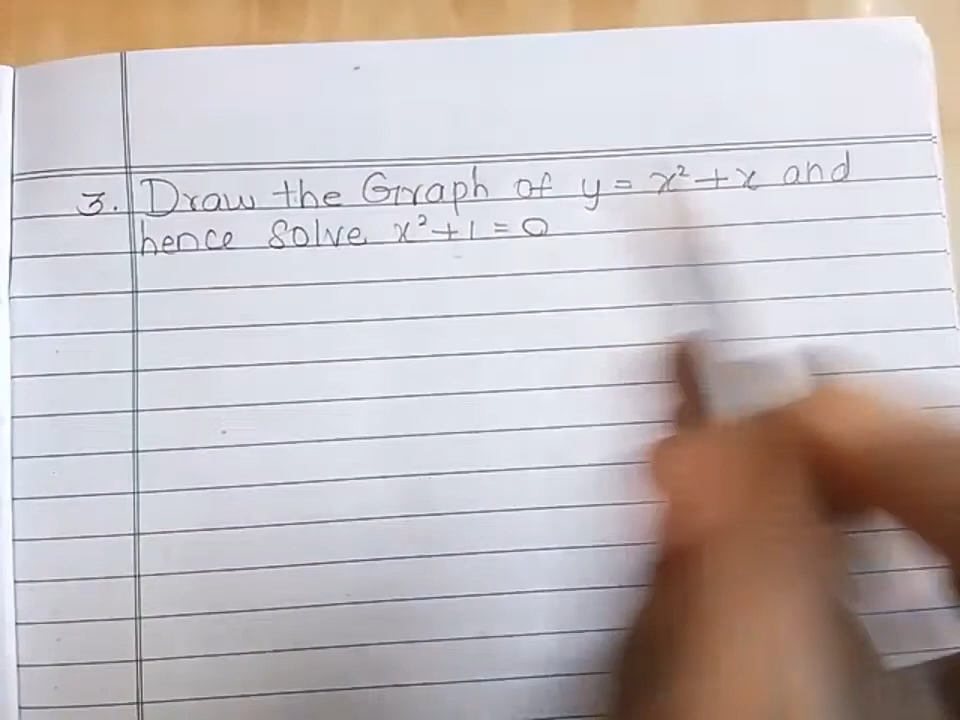 3. Draw the Graph of y = x² + x and
hence solve x² + 1 = 0